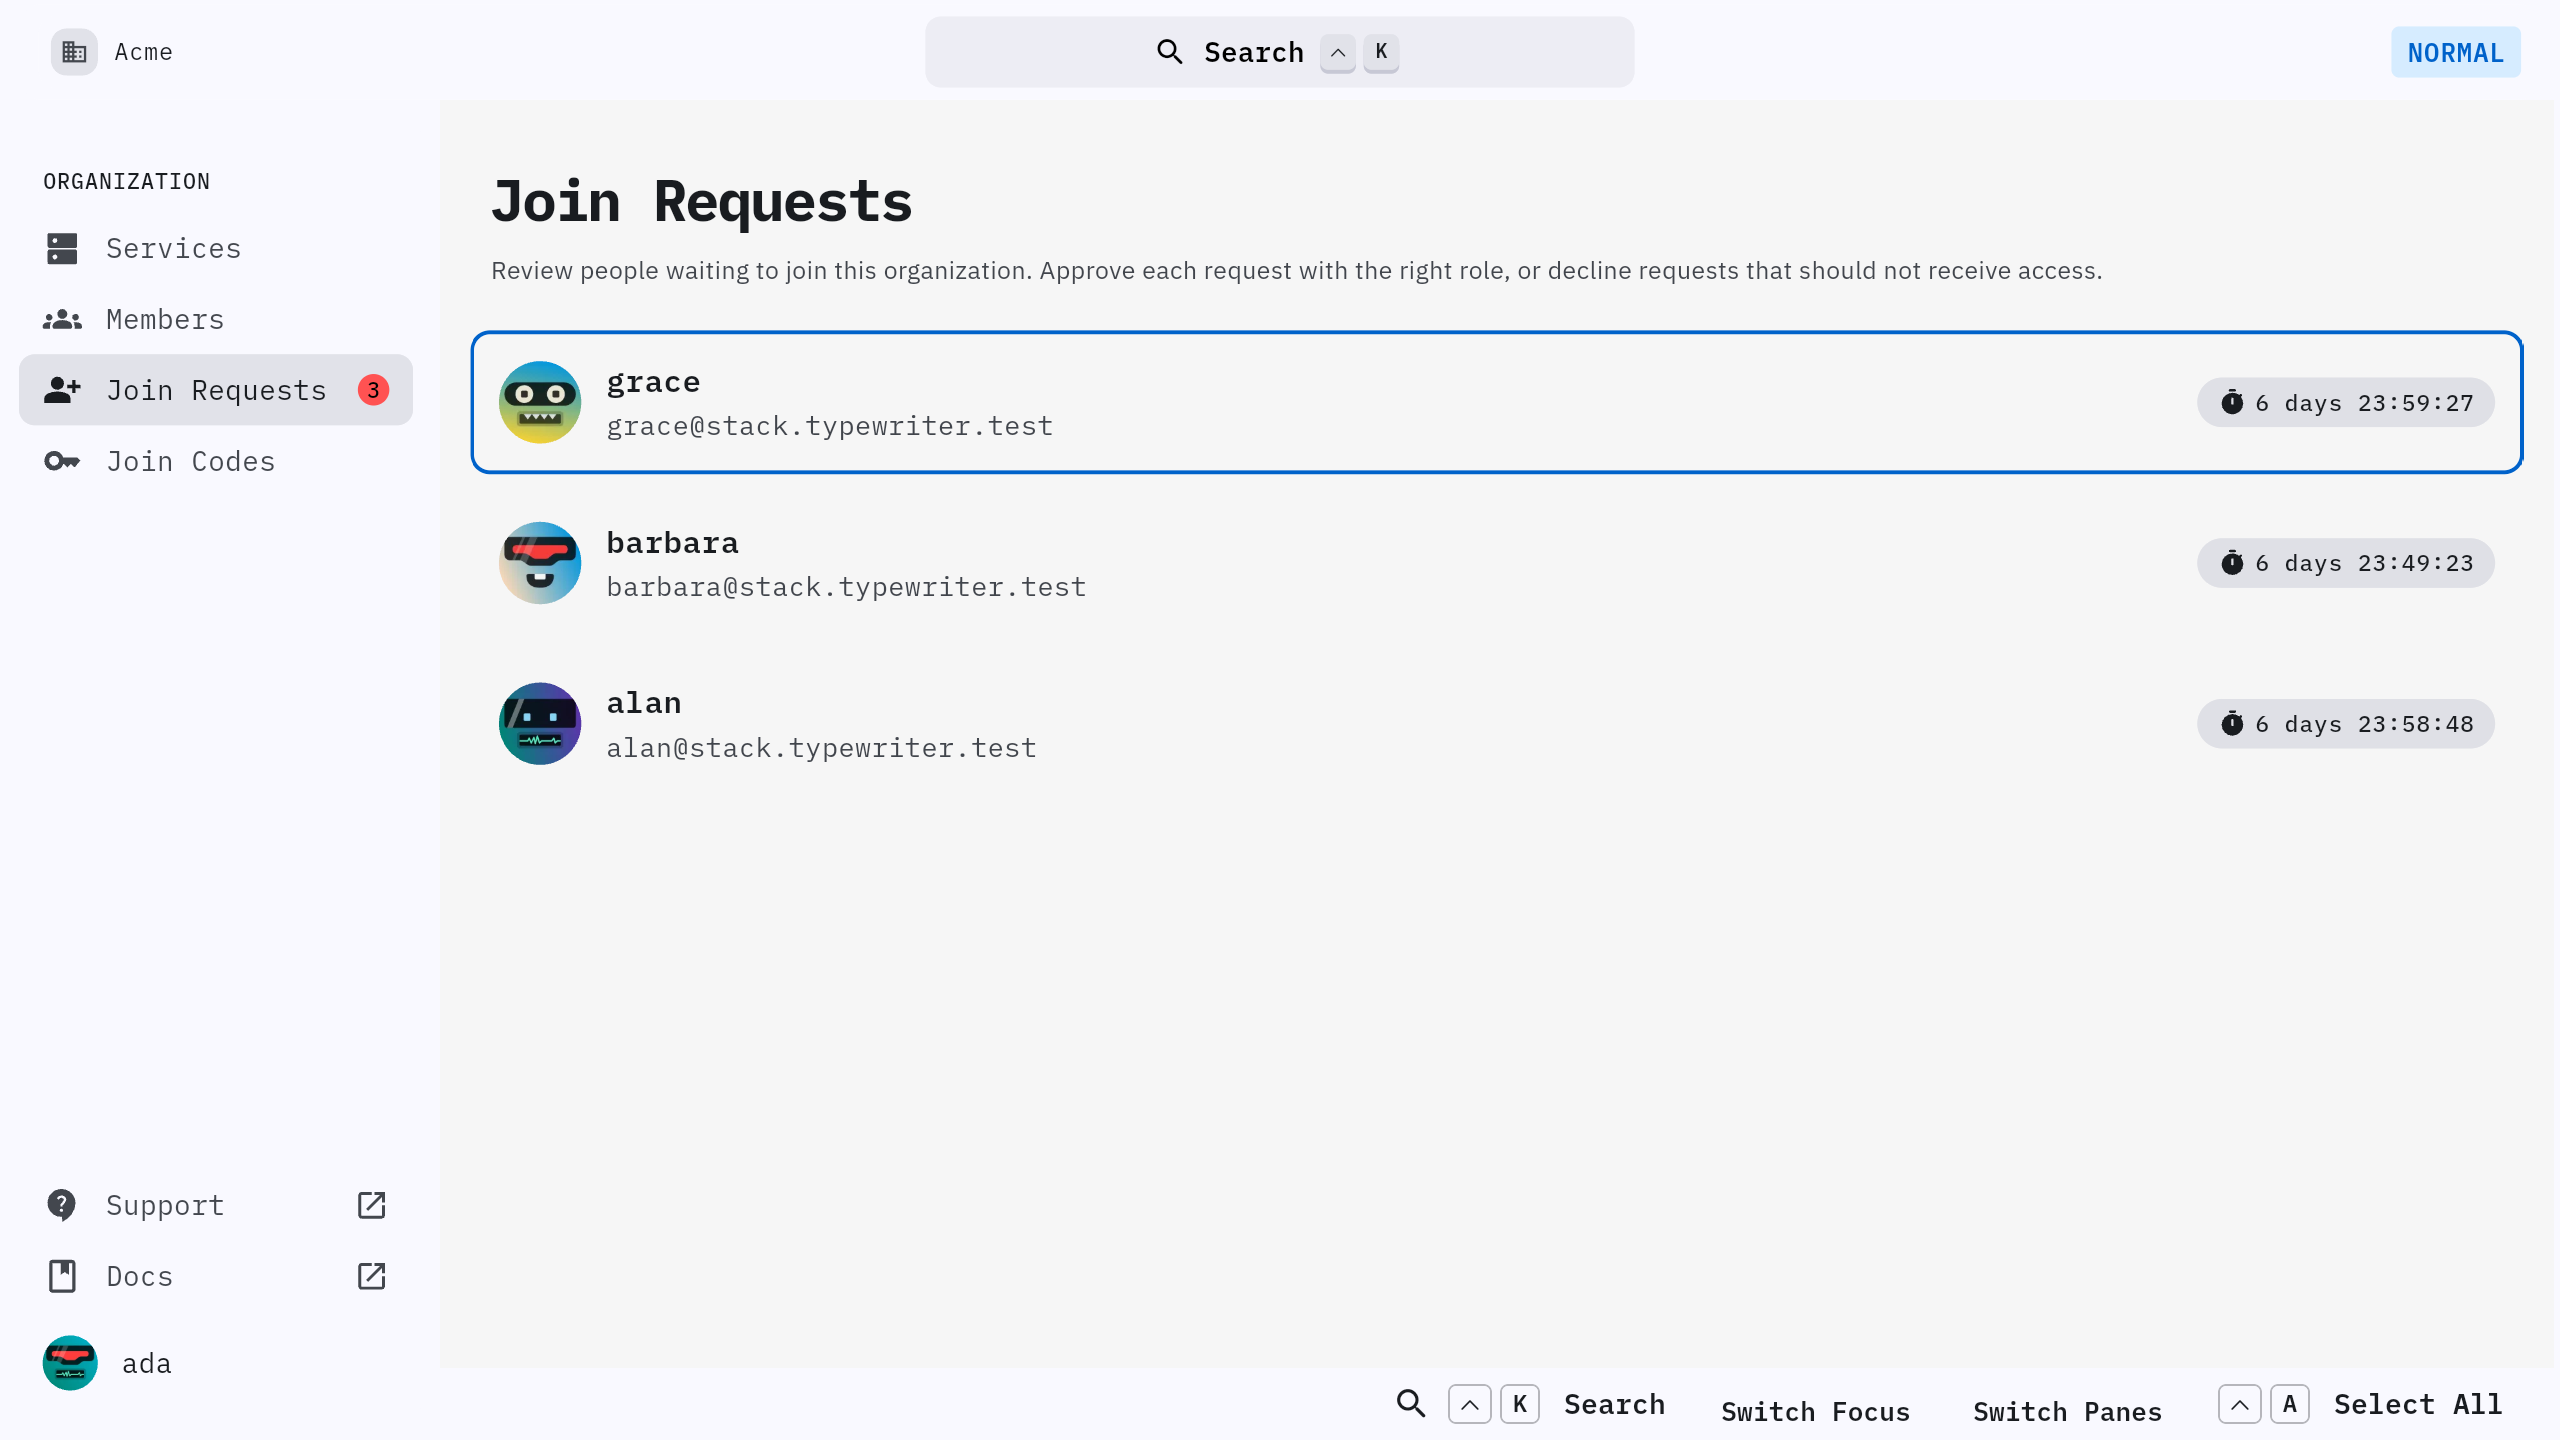 Acme
Search ^ K
NORMAL
ORGANIZATION
Services
Members
Join Requests 3
Join Codes
Join Requests
Review people waiting to join this organization. Approve each request with the right role, or decline requests that should not receive access.
grace
grace@stack.typewriter.test
6 days 23:59:27
barbara
barbara@stack.typewriter.test
6 days 23:49:23
alan
alan@stack.typewriter.test
6 days 23:58:48
Support
Docs
ada
^ K Search
Switch Focus
Switch Panes
^ A Select All